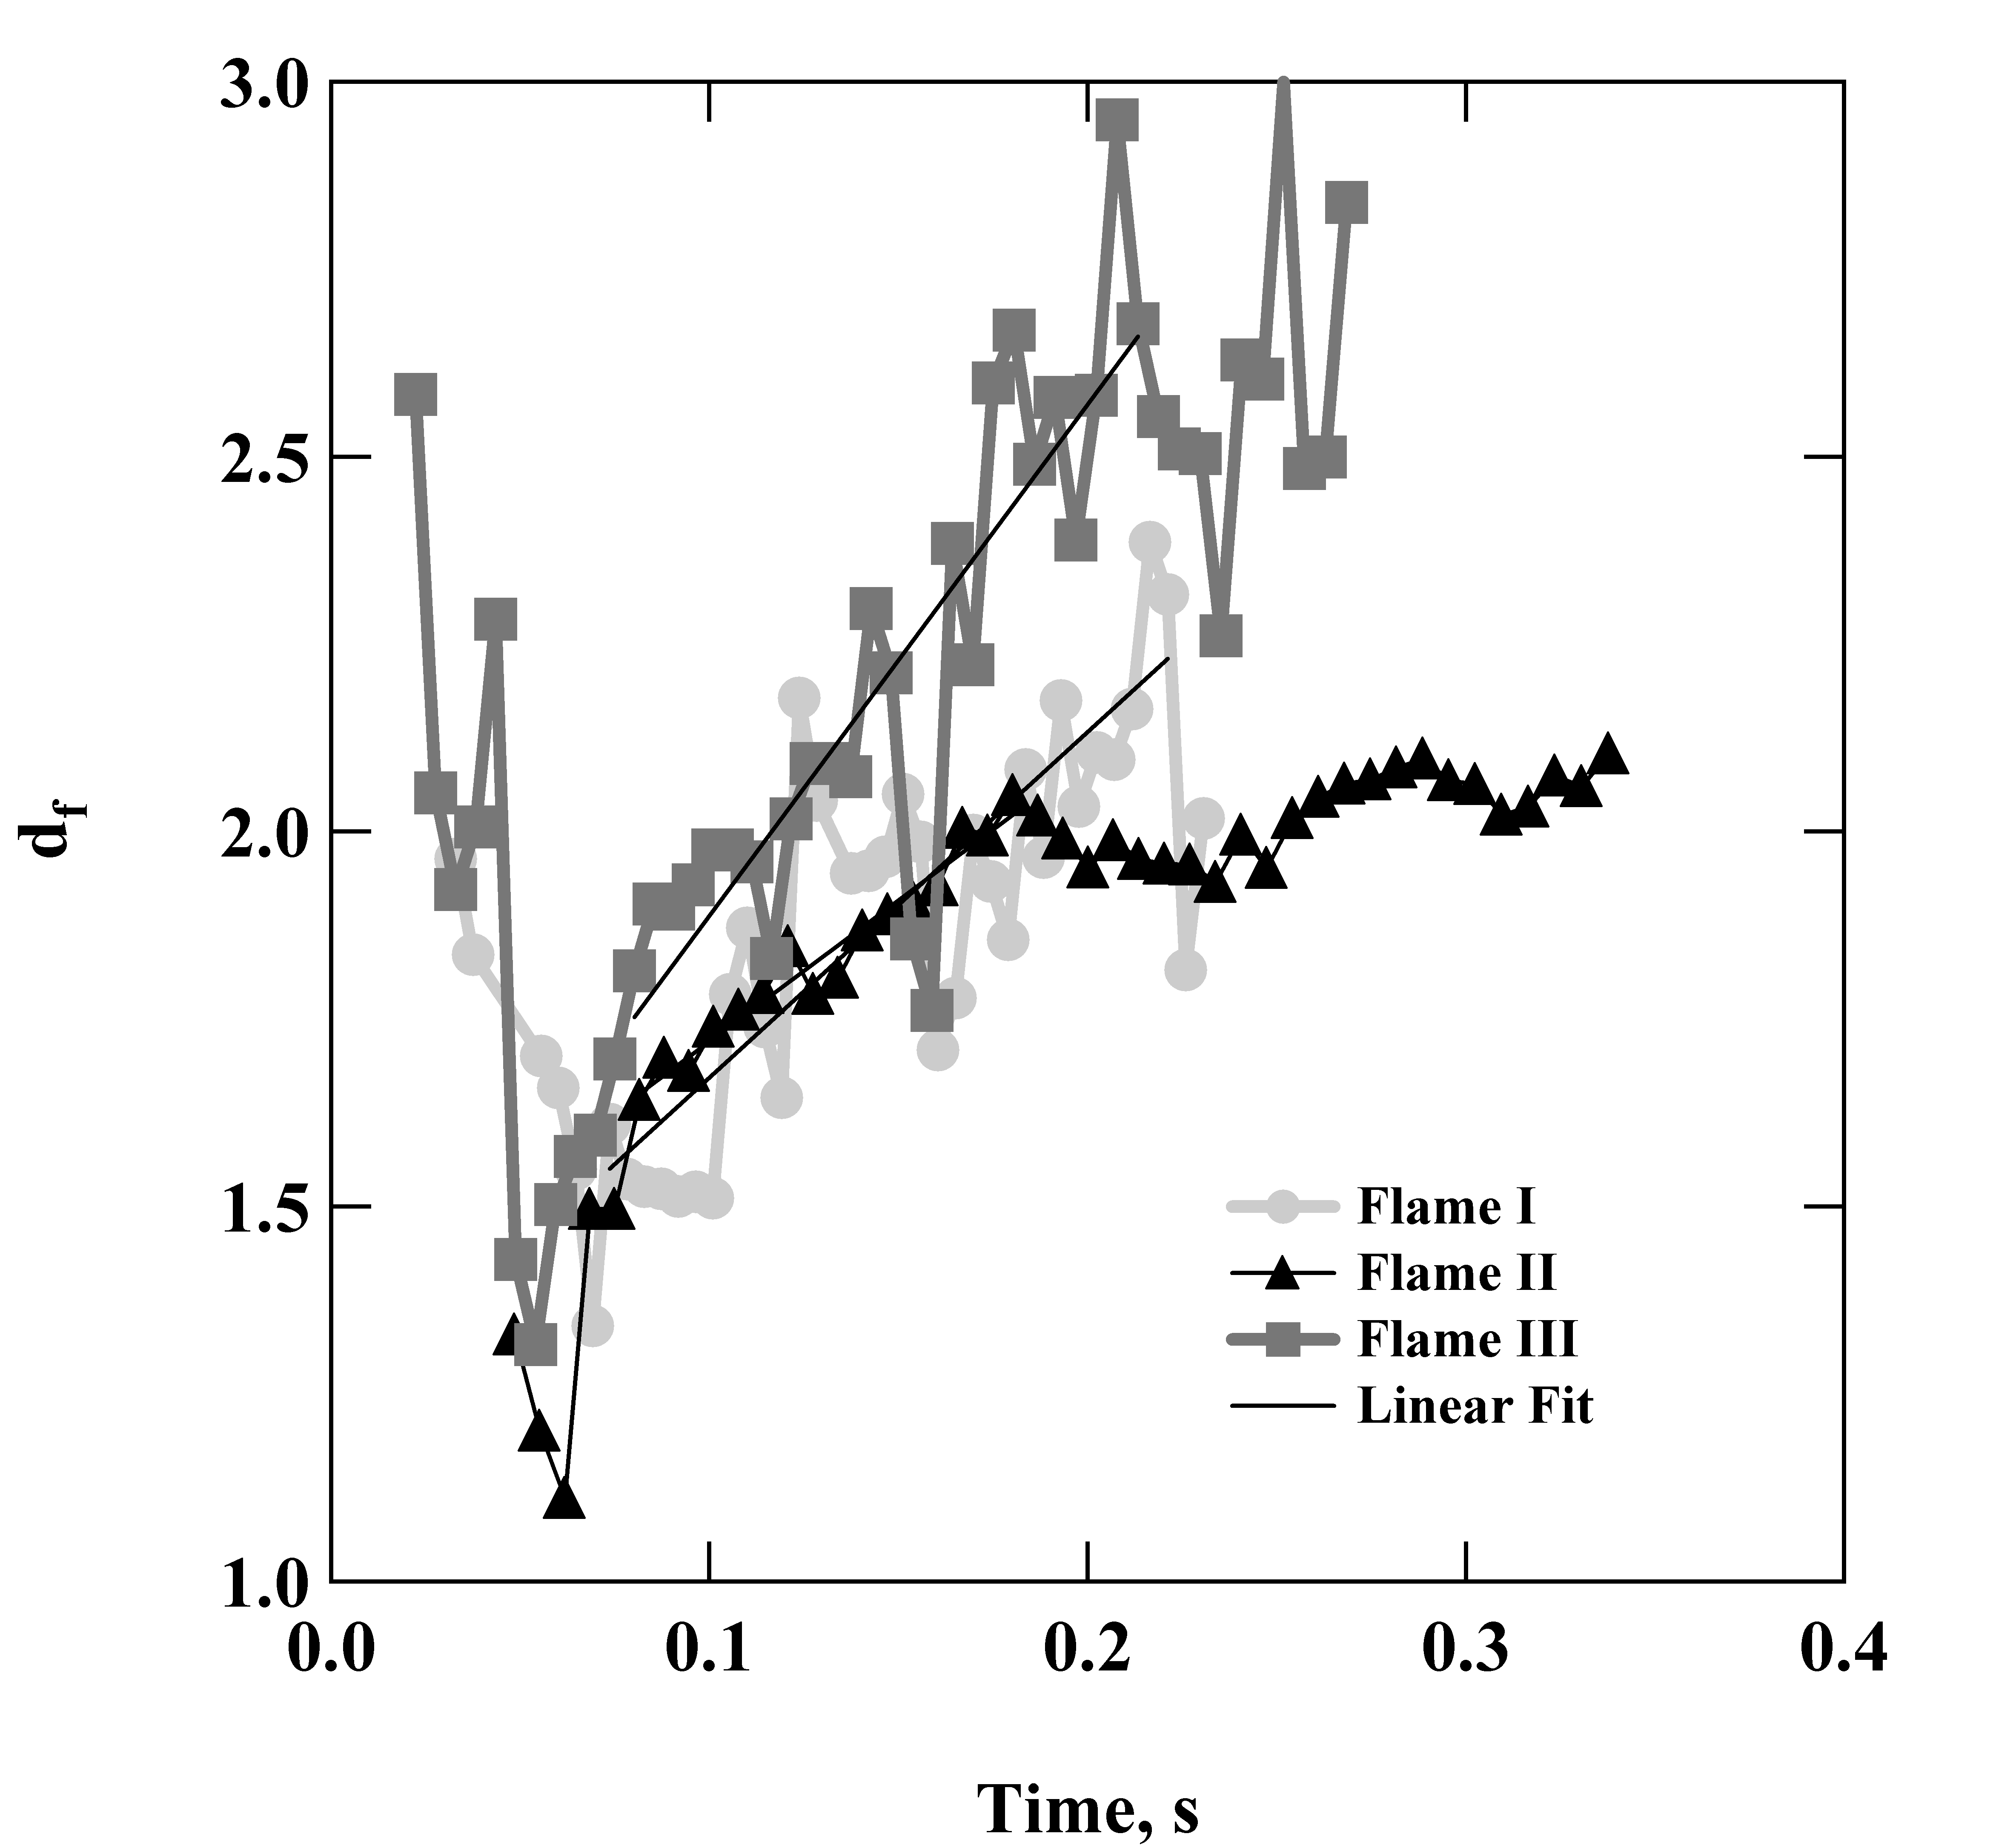 3.0
2.5
2.0
1.5
1.0
d_f
0.0 0.1 0.2 0.3 0.4
Time, s
Flame I
Flame II
Flame III
Linear Fit